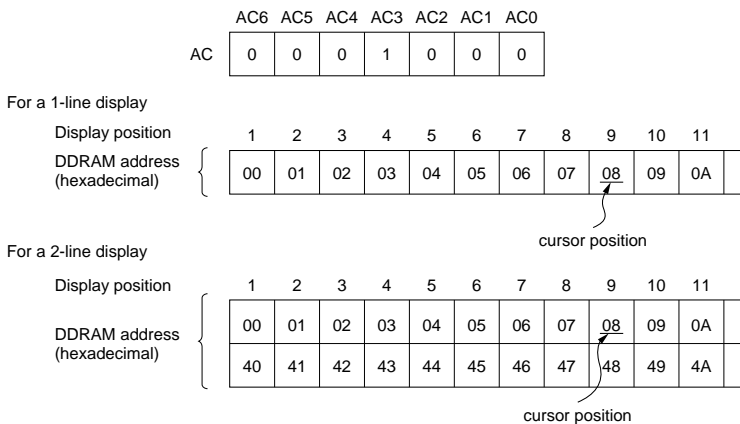 AC6 AC5 AC4 AC3 AC2 AC1 AC0
AC 0 0 0 1 0 0 0
For a 1-line display
Display position 1 2 3 4 5 6 7 8 9 10 11
DDRAM address
(hexadecimal)
00 01 02 03 04 05 06 07 08 09 0A
cursor position
For a 2-line display
Display position 1 2 3 4 5 6 7 8 9 10 11
DDRAM address
(hexadecimal)
00 01 02 03 04 05 06 07 08 09 0A
40 41 42 43 44 45 46 47 48 49 4A
cursor position